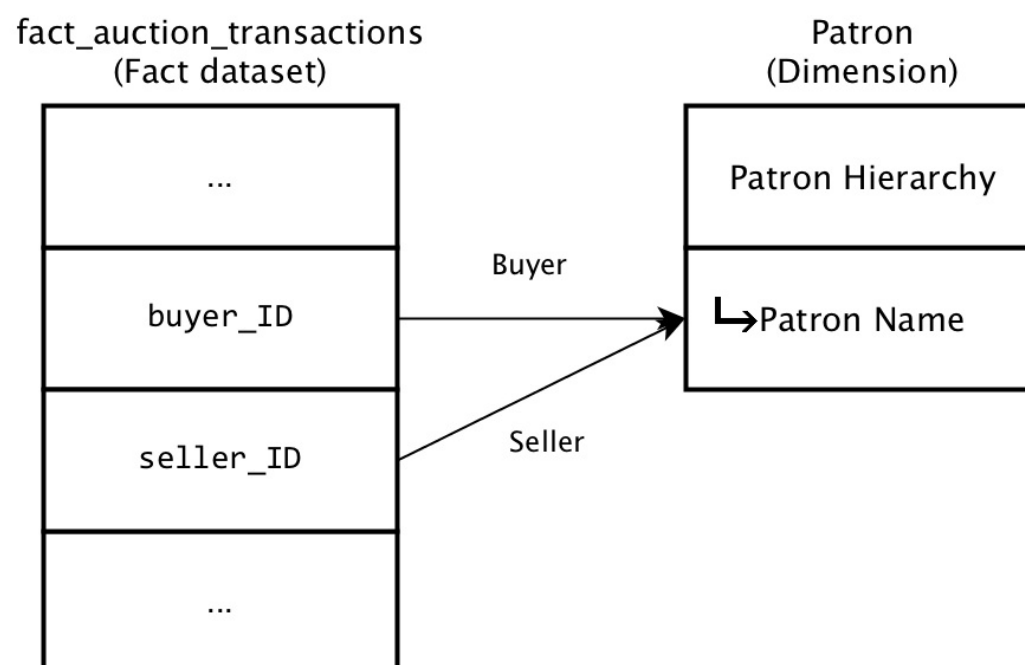 fact_auction_transactions
(Fact dataset)
...
buyer_ID
seller_ID
...
Buyer
Seller
Patron
(Dimension)
Patron Hierarchy
Patron Name